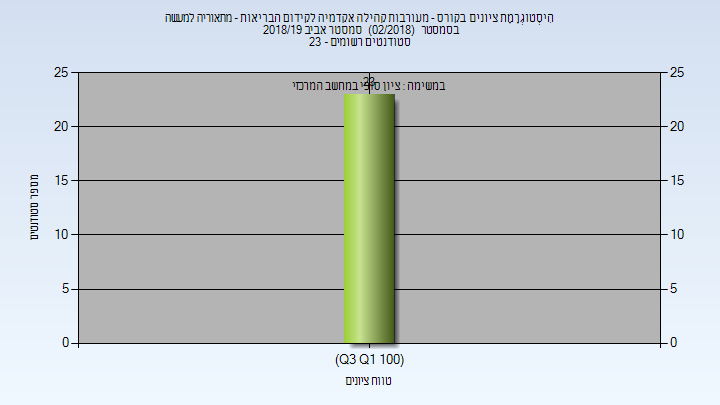 היסטוגרמת ציונים בקורס - מעורבות קהילה אקדמיה לקידום הבריאות - מתאוריה למעשה
בסמסטר (02/2018) סמסטר אביב 2018/19
סטודנטים רשומים - 23
במשימה : ציון סופי במחשב המרכזי
23
25
20
15
10
5
0
25
20
15
10
5
0
מספר סטודנטים
(Q3 Q1 100)
טווח ציונים